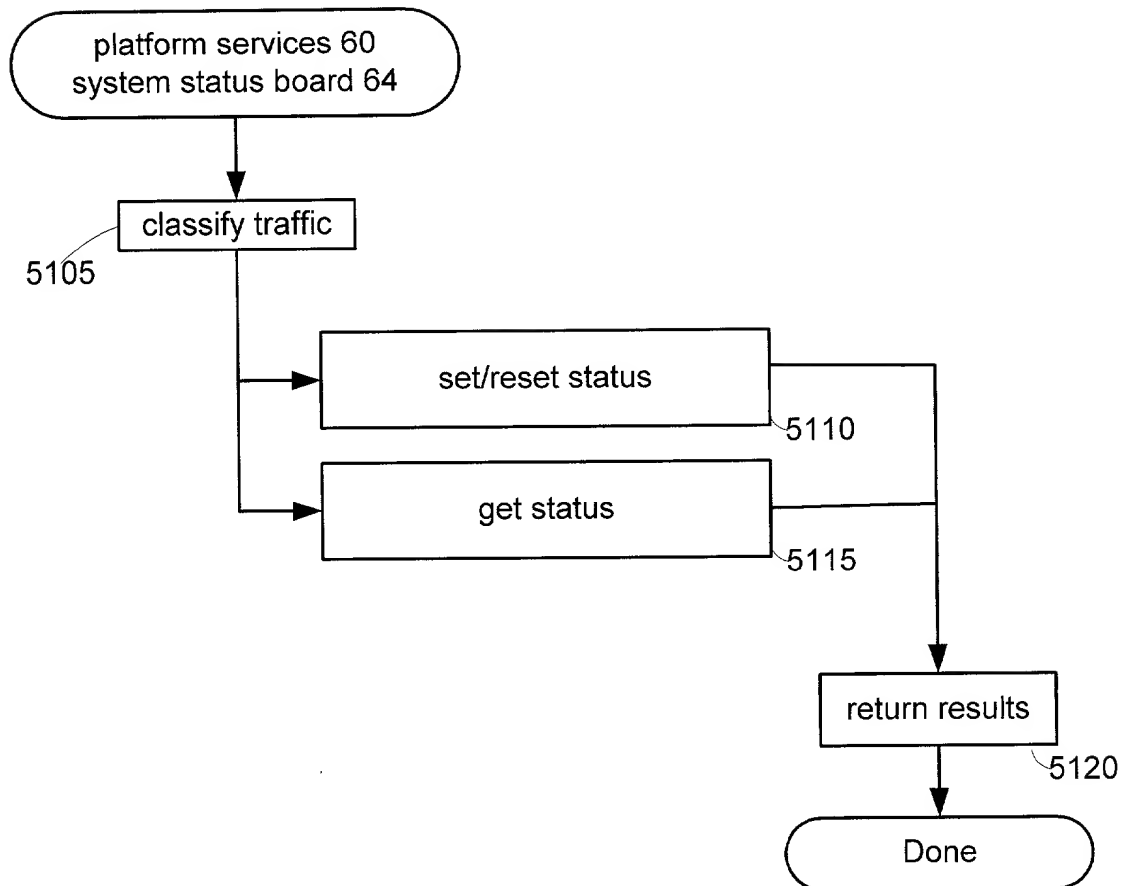 platform services 60
system status board 64
classify traffic
5105
set/reset status
5110
get status
5115
return results
5120
Done